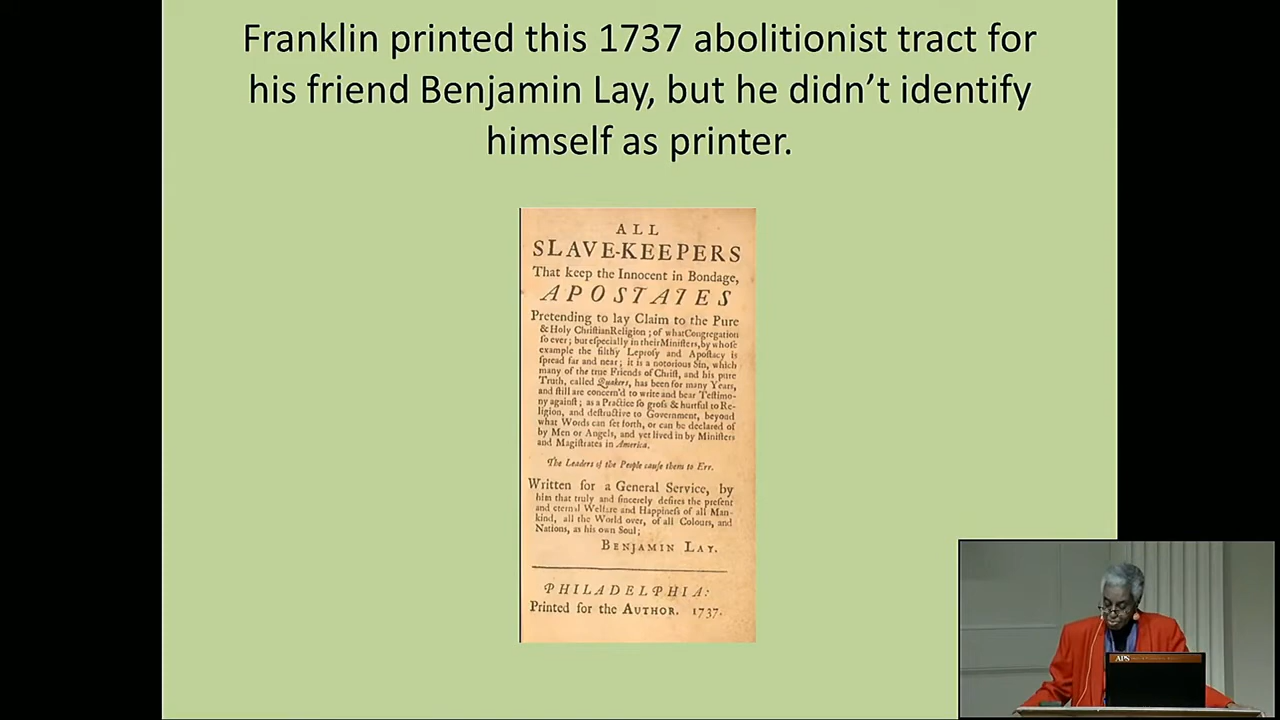 Franklin printed this 1737 abolitionist tract for
his friend Benjamin Lay, but he didn’t identify
himself as printer.
ALL
SLAVE-KEEPERS
That keep the Innocent in Bondage,
APOSTATES
Pretending to lay Claim to the Pure
& Holy Christian Religion; of what Congregation
so ever; but especially in their Ministers, by whose
example the filthy Leprosy and Apostacy is
spread far and near; it is a notorious Sin, which
many of the true Friends of Christ, and his pure
Truth, called Quakers, has been for many Years,
and still are concern'd to write and bear Testimo-
ny against; as a Practice so gross & hurtful to Re-
ligion, and destructive to Government, beyond
what Words can set forth, or can be declared of
by Men or Angels, and yet lived in by Ministers
and Magistrates in America.
The Leaders of the People cause them to Err.
Written for a General Service, by
him that truly and sincerely desires the present
and eternal Welfare and Happiness of all Man-
kind, all the World over, of all Colours, and
Nations, as his own Soul;
BENJAMIN LAY.
PHILADELPHIA:
Printed for the AUTHOR. 1737.
APS